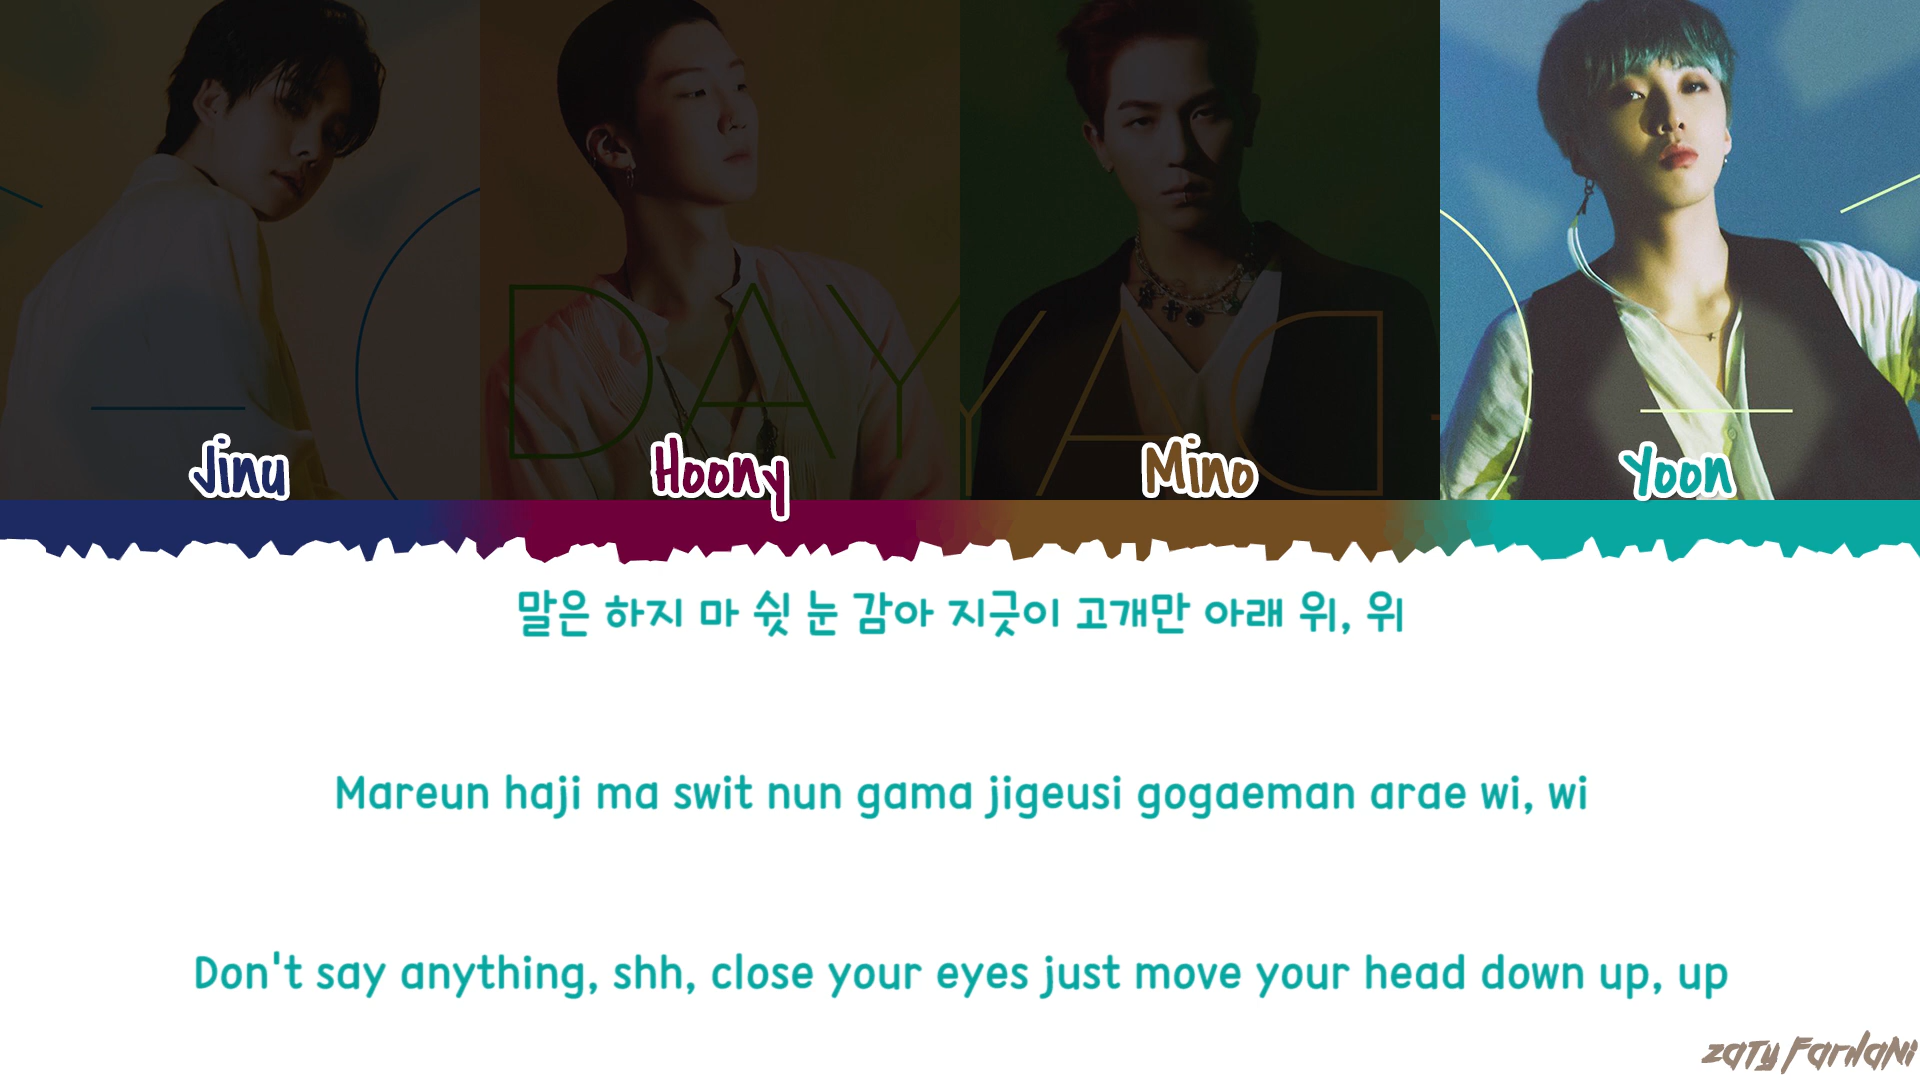 DAY
Jinu
Hoony
Mino
Yoon
말은 하지 마 쉿 눈 감아 지긋이 고개만 아래 위, 위
Mareun haji ma swit nun gama jigeusi gogaeman arae wi, wi
Don't say anything, shh, close your eyes just move your head down up, up
Zaty Farhani